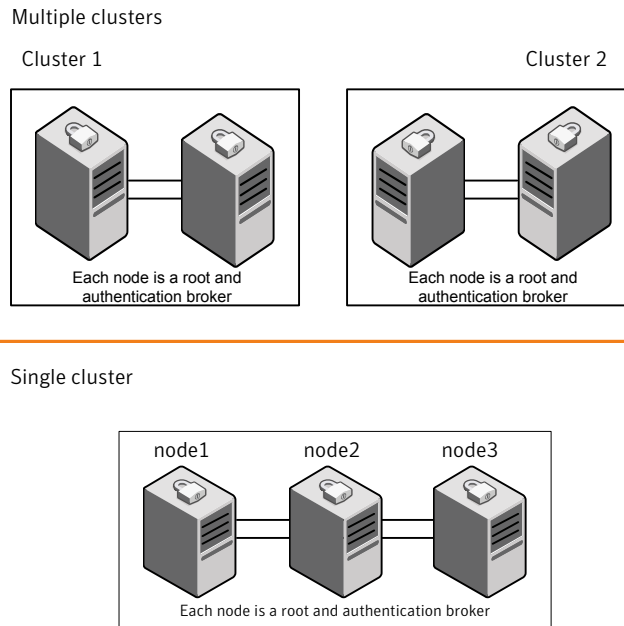 Multiple clusters
Cluster 1
Cluster 2
Each node is a root and
authentication broker
Each node is a root and
authentication broker
Single cluster
node1
node2
node3
Each node is a root and authentication broker